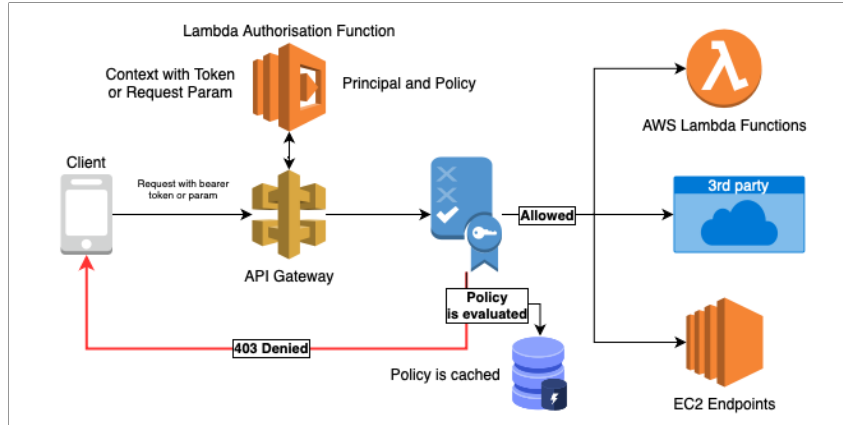 Lambda Authorisation Function
Context with Token
or Request Param
Principal and Policy
AWS Lambda Functions
Client
Request with bearer
token or param
3rd party
Allowed
API Gateway
Policy
is evaluated
403 Denied
Policy is cached
EC2 Endpoints